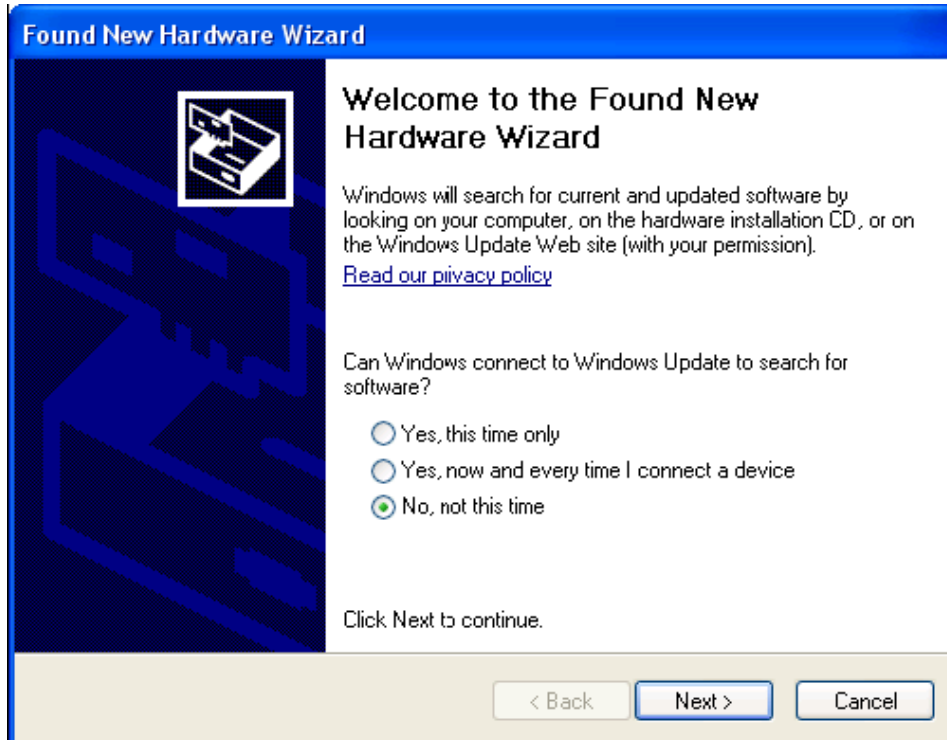 Found New Hardware Wizard
Welcome to the Found New
Hardware Wizard
Windows will search for current and updated software by
looking on your computer, on the hardware installation CD, or on
the Windows Update Web site (with your permission).
Read our privacy policy
Can Windows connect to Windows Update to search for
software?
Yes, this time only
Yes, now and every time I connect a device
No, not this time
Click Next to continue.
< Back
Next >
Cancel